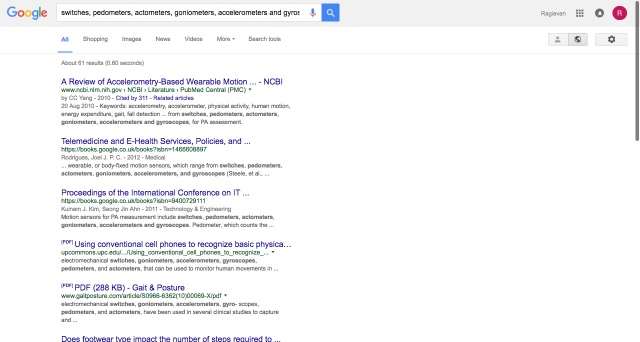 Google
switches, pedometers, actometers, goniometers, accelerometers and gyros
Ragievan
R
All Shopping Images News Videos More Search tools
About 61 results (0.60 seconds)
A Review of Accelerometry-Based Wearable Motion ... - NCBI
www.ncbi.nlm.nih.gov › NCBI › Literature › PubMed Central (PMC)
by CC Yang - 2010 - Cited by 311 - Related articles
20 Aug 2010 - Keywords: accelerometry, accelerometer, physical activity, human motion,
energy expenditure, gait, fall detection ... from switches, pedometers, actometers,
goniometers, accelerometers and gyroscopes, for PA assessment.
Telemedicine and E-Health Services, Policies, and ...
https://books.google.co.uk/books?isbn=1466608897
Rodrigues, Joel J. P. C. - 2012 - Medical
... wearable, or body-fixed motion sensors, which range from switches, pedometers,
actometers, goniometers, accelerometers, and gyroscopes (Steele, et al., ...
Proceedings of the International Conference on IT ...
https://books.google.co.uk/books?isbn=9400729111
Kuinam J. Kim, Seong Jin Ahn - 2011 - Technology & Engineering
Motion sensors for PA measurement include switches, pedometers, actometers,
goniometers, accelerometers and gyroscopes. Pedometer, which counts the ...
[PDF] Using conventional cell phones to recognize basic physica...
upcommons.upc.edu/.../Using_conventional_cell_phones_to_recognize_...
electromechanical switches, goniometers, accelerometers, gyroscopes,
pedometers, and actometers, that can be used to monitor human movements in ...
[PDF] PDF (288 KB) - Gait & Posture
www.gaitposture.com/article/S0966-6362(10)00069-X/pdf
electromechanical switches, goniometers, accelerometers, gyro- scopes,
pedometers, and actometers, have been used in several clinical studies to capture
and ...
Does footwear type impact the number of steps required to ...